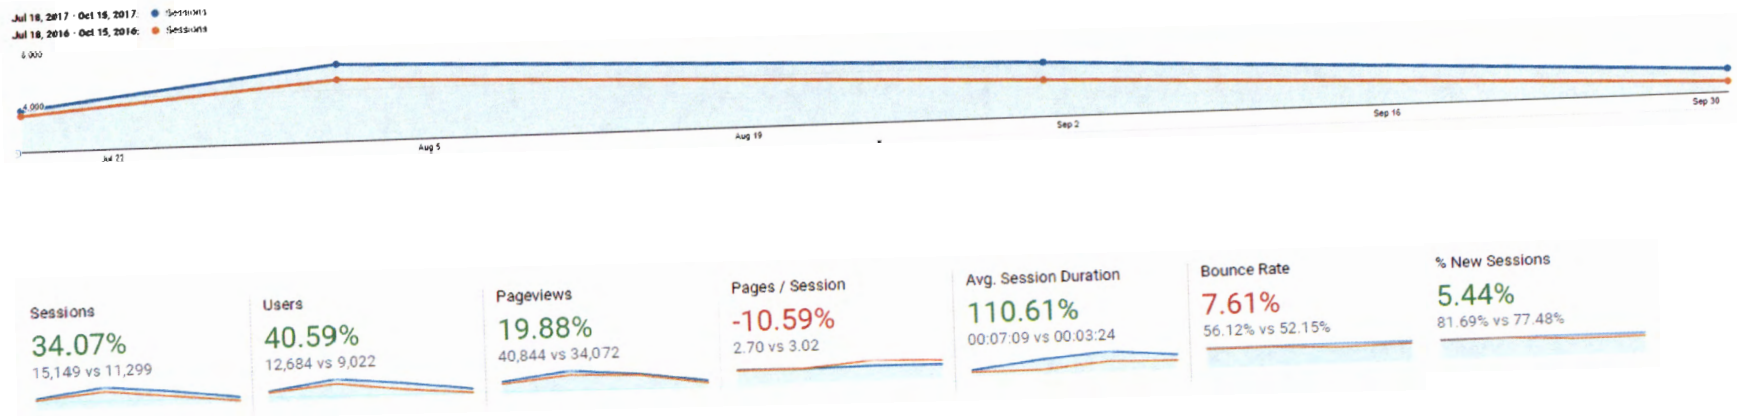 Jul 18, 2017 - Oct 15, 2017: Sessions
Jul 18, 2016 - Oct 15, 2016: Sessions
6,000
4,000
Jul 22
Aug 5
Aug 19
Sep 2
Sep 16
Sep 30
Sessions
34.07%
15,149 vs 11,299
Users
40.59%
12,684 vs 9,022
Pageviews
19.88%
40,844 vs 34,072
Pages / Session
-10.59%
2.70 vs 3.02
Avg. Session Duration
110.61%
00:07:09 vs 00:03:24
Bounce Rate
7.61%
56.12% vs 52.15%
% New Sessions
5.44%
81.69% vs 77.48%